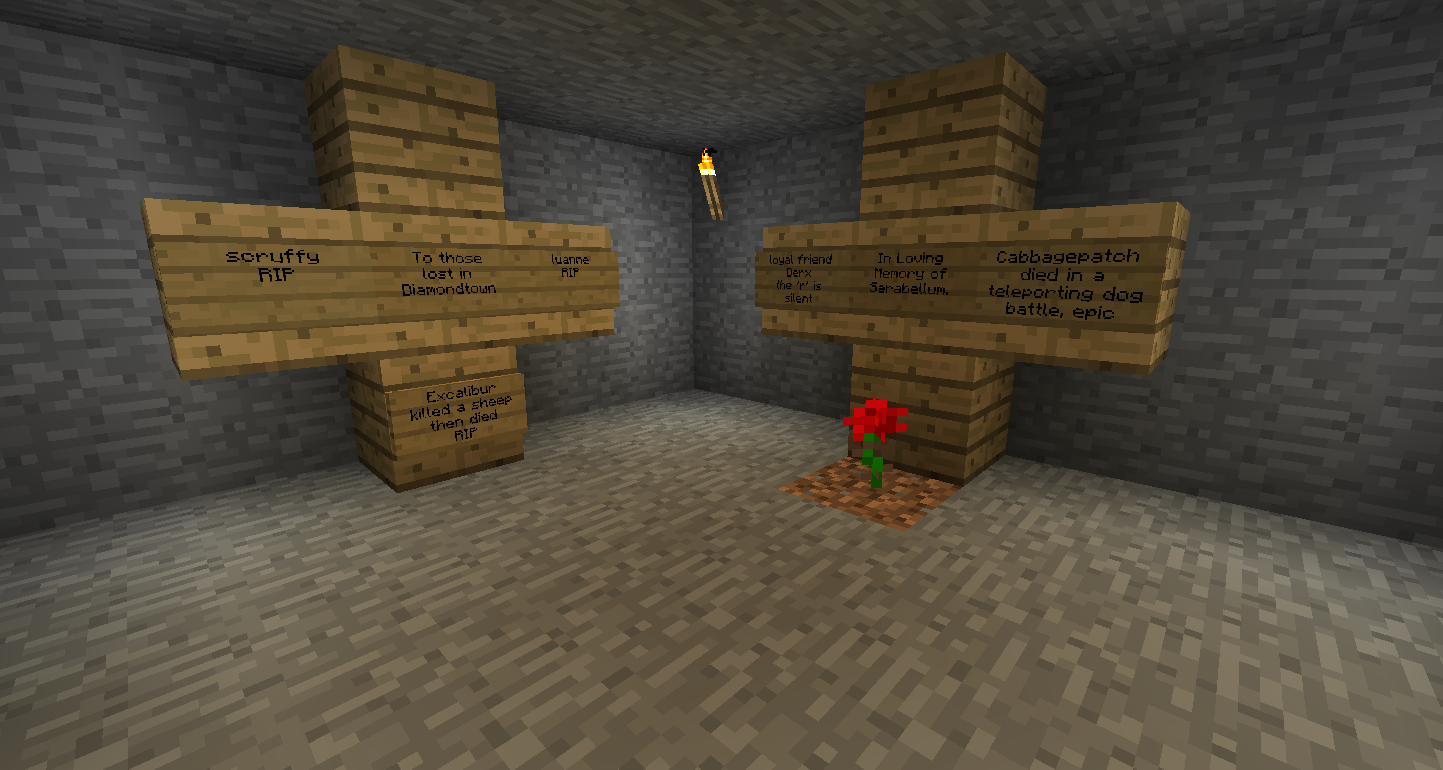 scruffy
RIP
To those
lost in
Diamondtown
luanne
RIP
Excalibur
killed a sheep
then died
RIP
loyal friend
Derx
the 'r' is
silent
In Loving
Memory of
Sarabellum.
Cabbagepatch
died in a
teleporting dog
battle, epic